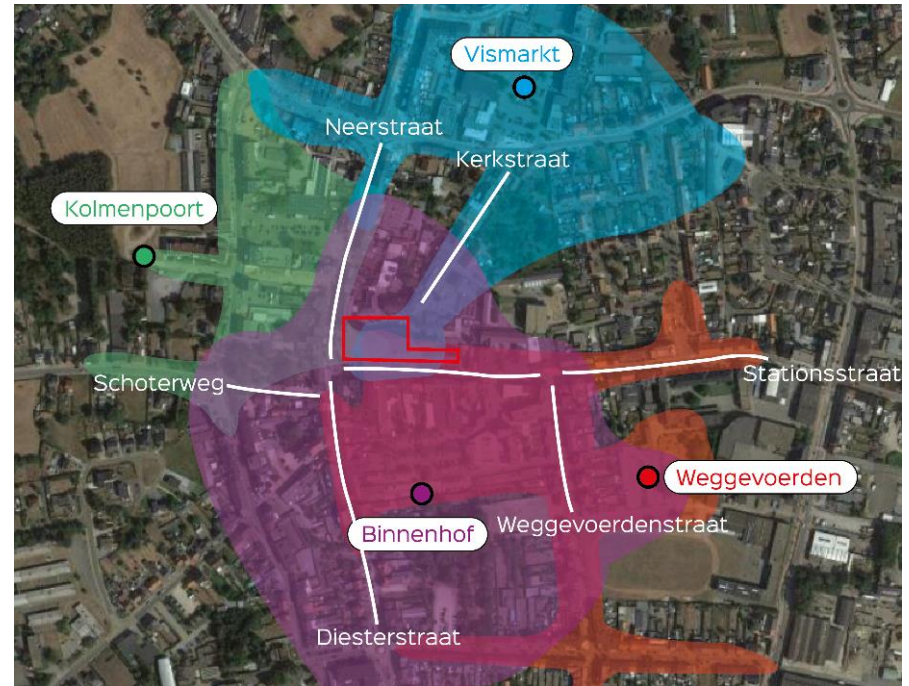 Vismarkt
Neerstraat
Kerkstraat
Kolmenpoort
Schoterweg
Stationsstraat
Weggevoerden
Binnenhof
Weggevoerdenstraat
Diesterstraat